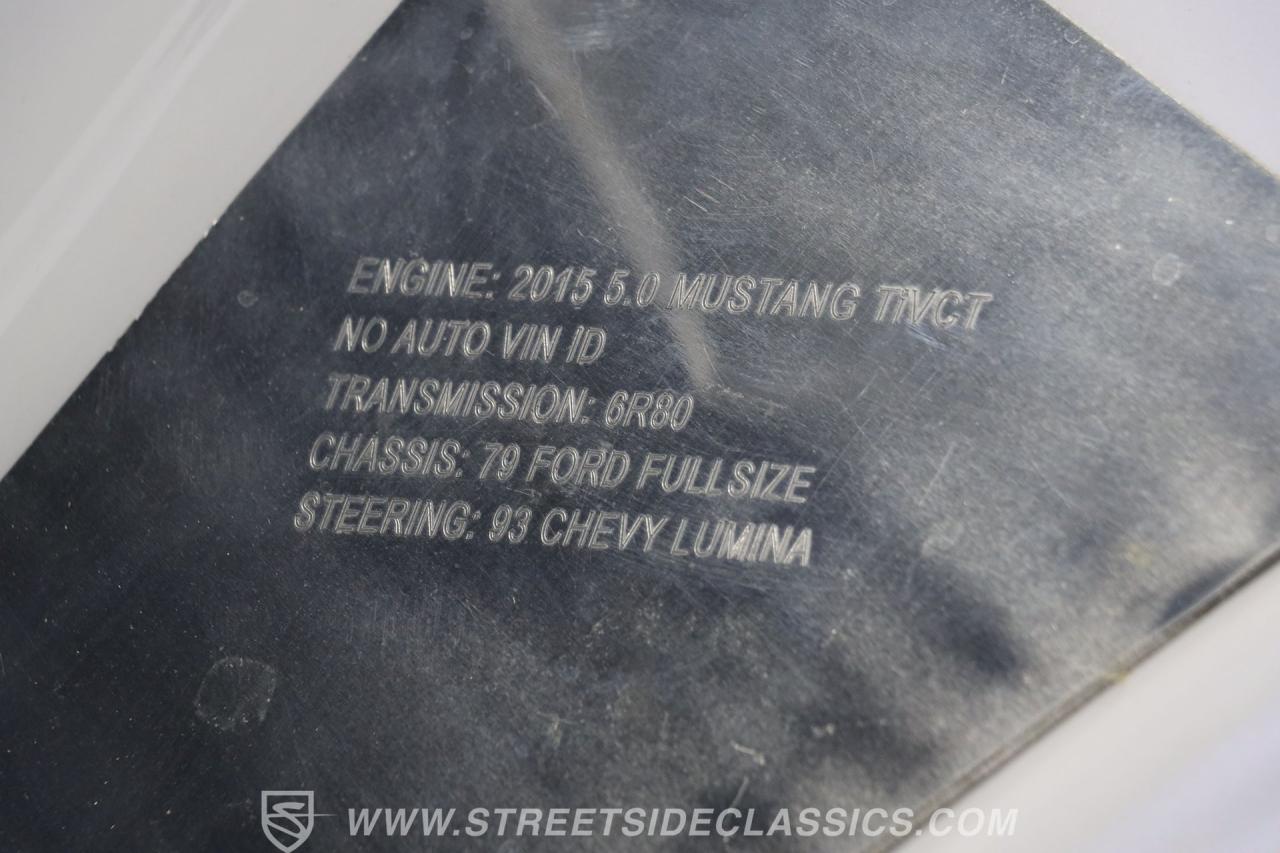 ENGINE: 2015 5.0 MUSTANG TIVCT
NO AUTO VIN ID
TRANSMISSION: 6R80
CHASSIS: 79 FORD FULLSIZE
STEERING: 93 CHEVY LUMINA
WWW.STREETSIDECLASSICS.COM